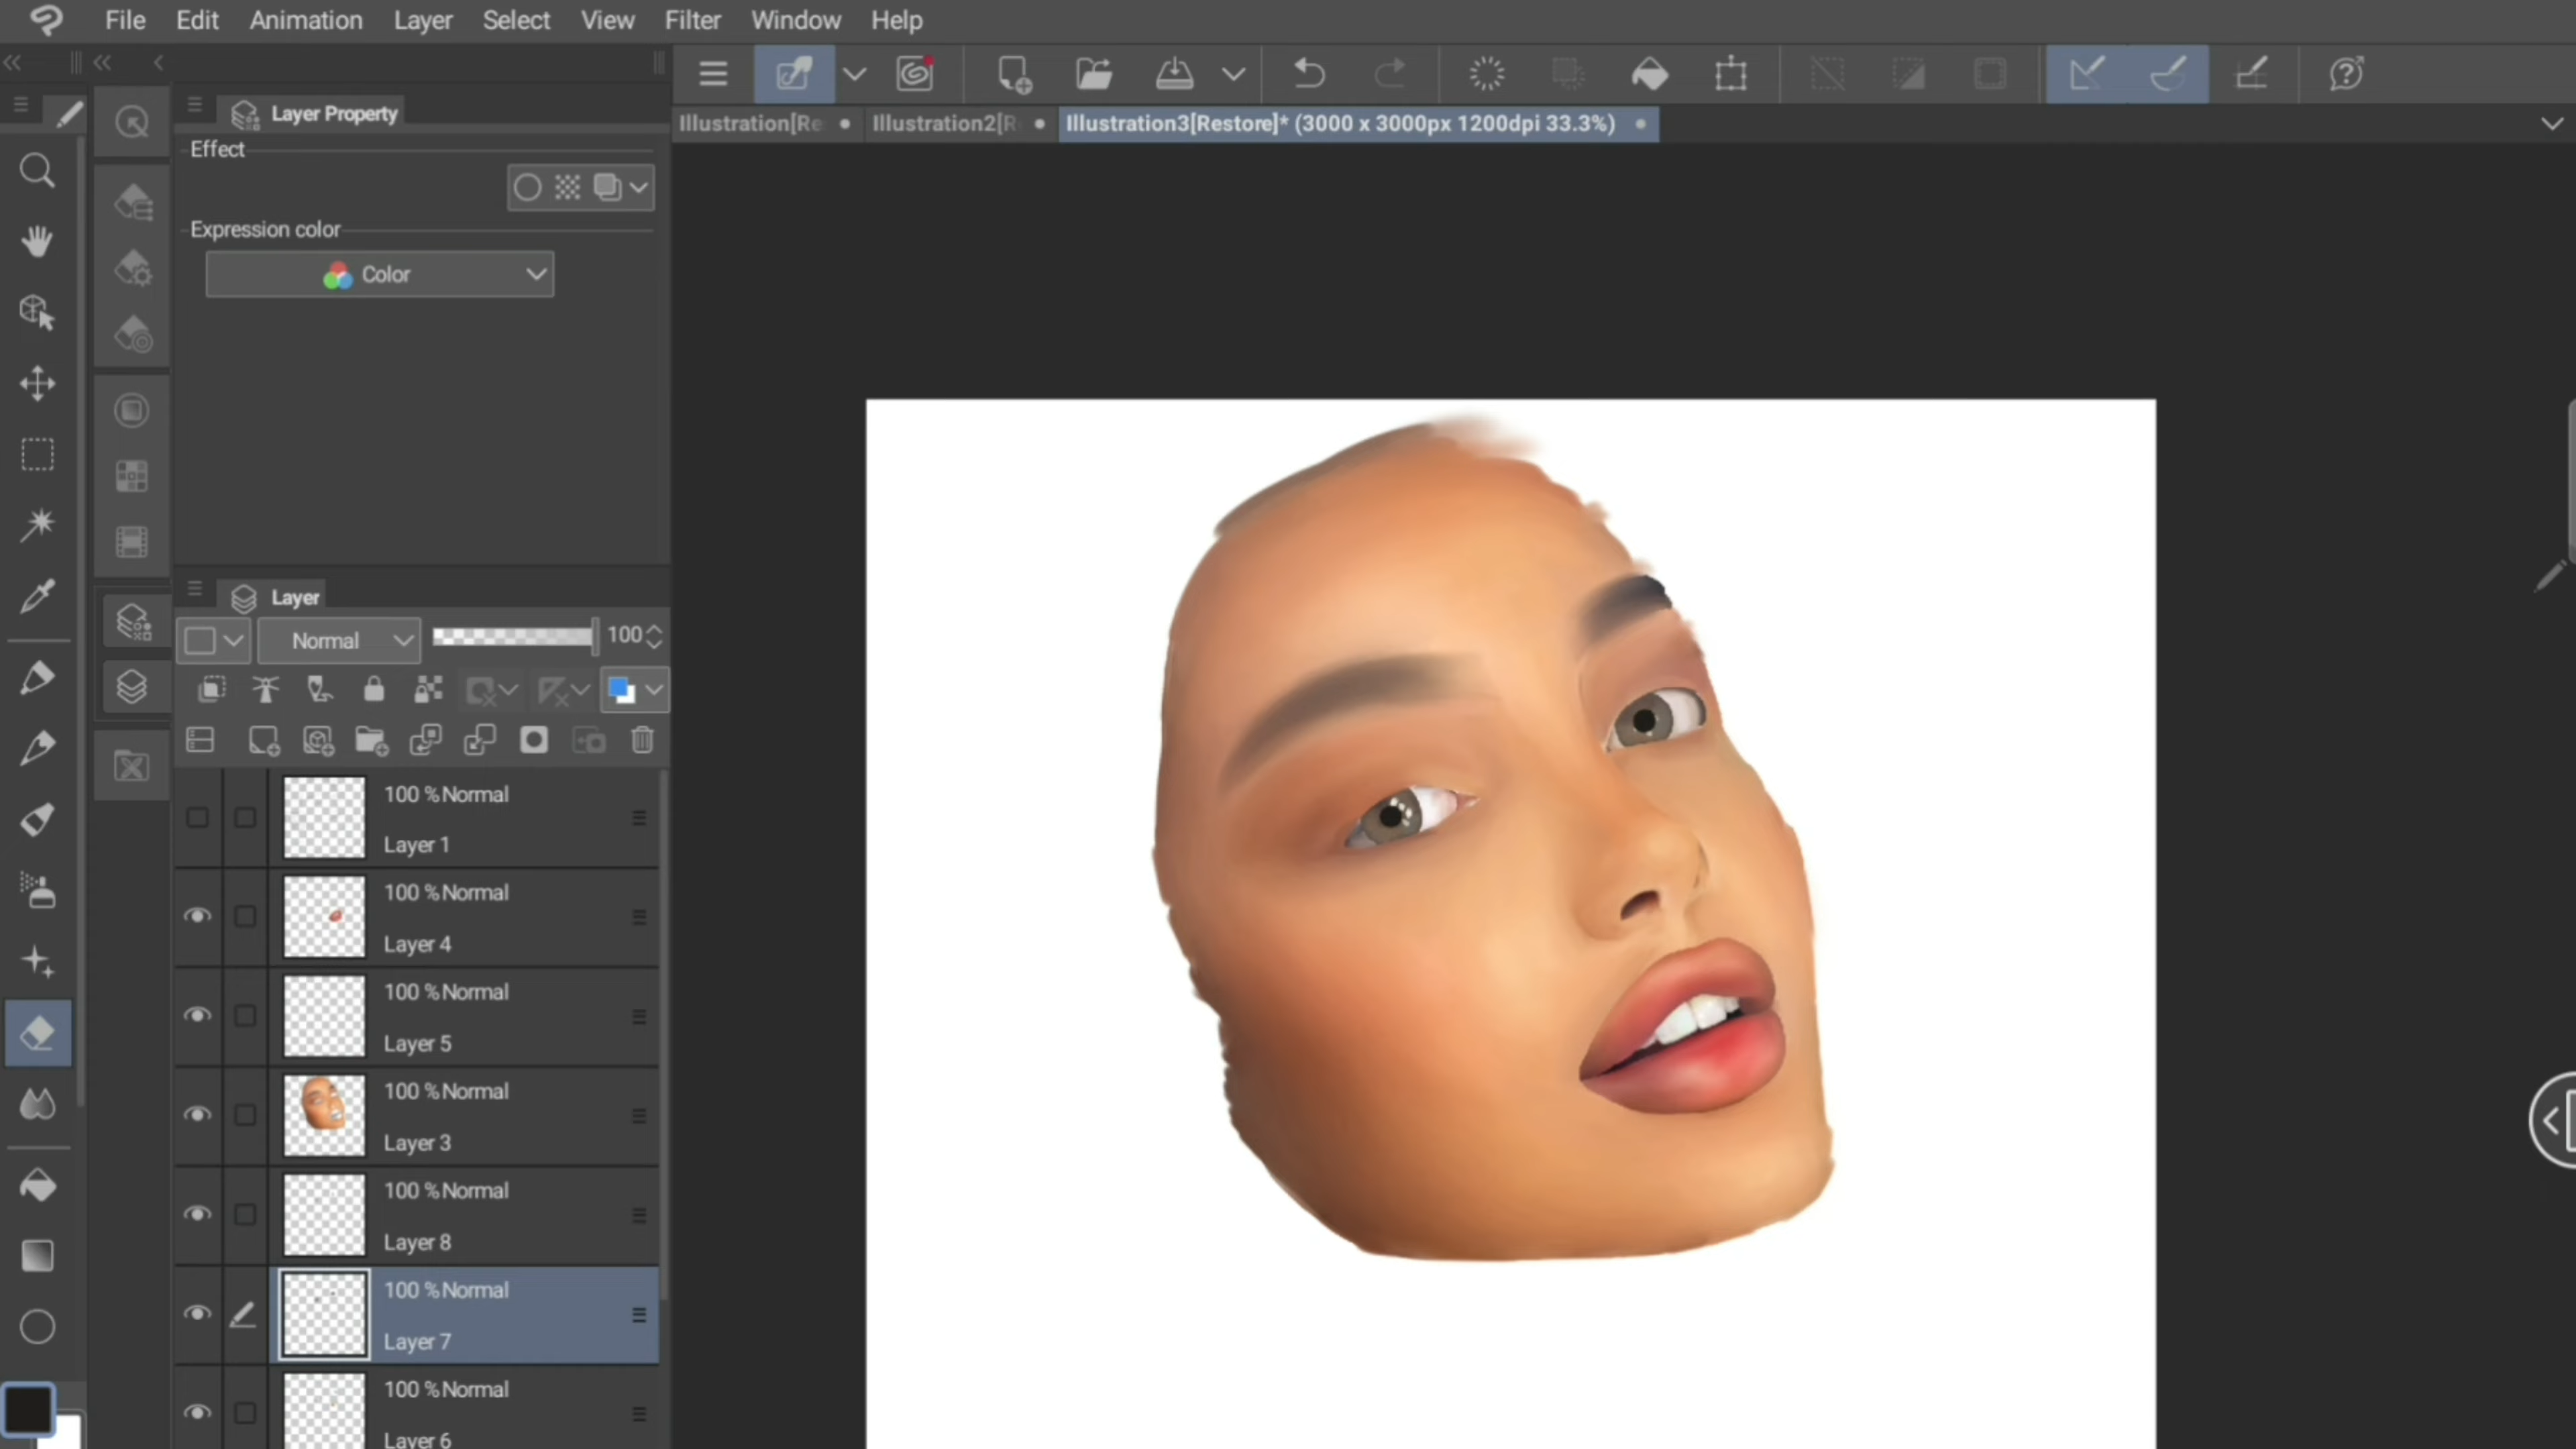 File Edit Animation Layer Select View Filter Window Help
Layer Property
Illustration[Re
Illustration2[R
Illustration3[Restore]* (3000 x 3000px 1200dpi 33.3%)
Effect
Expression color
Color
Layer
Normal
100
100 %Normal
Layer 1
100 %Normal
Layer 4
100 %Normal
Layer 5
100 %Normal
Layer 3
100 %Normal
Layer 8
100 %Normal
Layer 7
100 %Normal
Layer 6